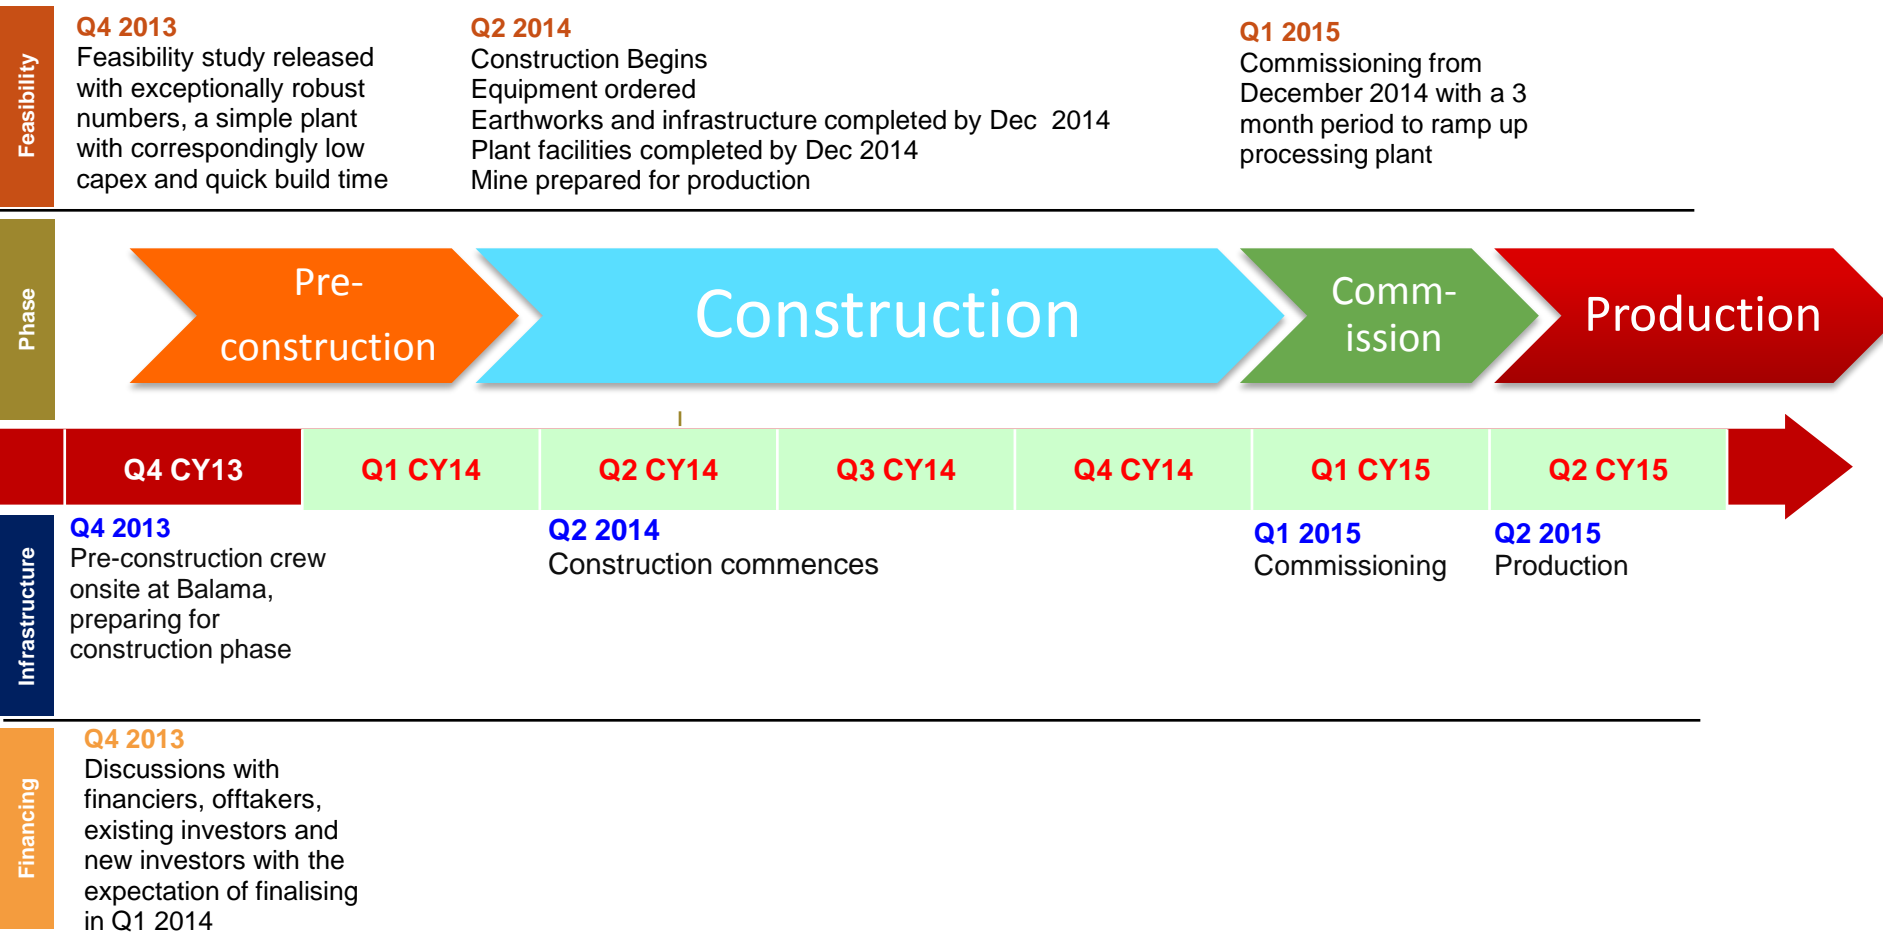 Feasibility
Q4 2013
Feasibility study released
with exceptionally robust
numbers, a simple plant
with correspondingly low
capex and quick build time
Q2 2014
Construction Begins
Equipment ordered
Earthworks and infrastructure completed by Dec  2014
Plant facilities completed by Dec 2014
Mine prepared for production
Q1 2015
Commissioning from
December 2014 with a 3
month period to ramp up
processing plant
Phase
Pre-
construction
Construction
Comm-
ission
Production
Q4 CY13
Q1 CY14
Q2 CY14
Q3 CY14
Q4 CY14
Q1 CY15
Q2 CY15
Infrastructure
Q4 2013
Pre-construction crew
onsite at Balama,
preparing for
construction phase
Q2 2014
Construction commences
Q1 2015
Commissioning
Q2 2015
Production
Financing
Q4 2013
Discussions with
financiers, offtakers,
existing investors and
new investors with the
expectation of finalising
in Q1 2014